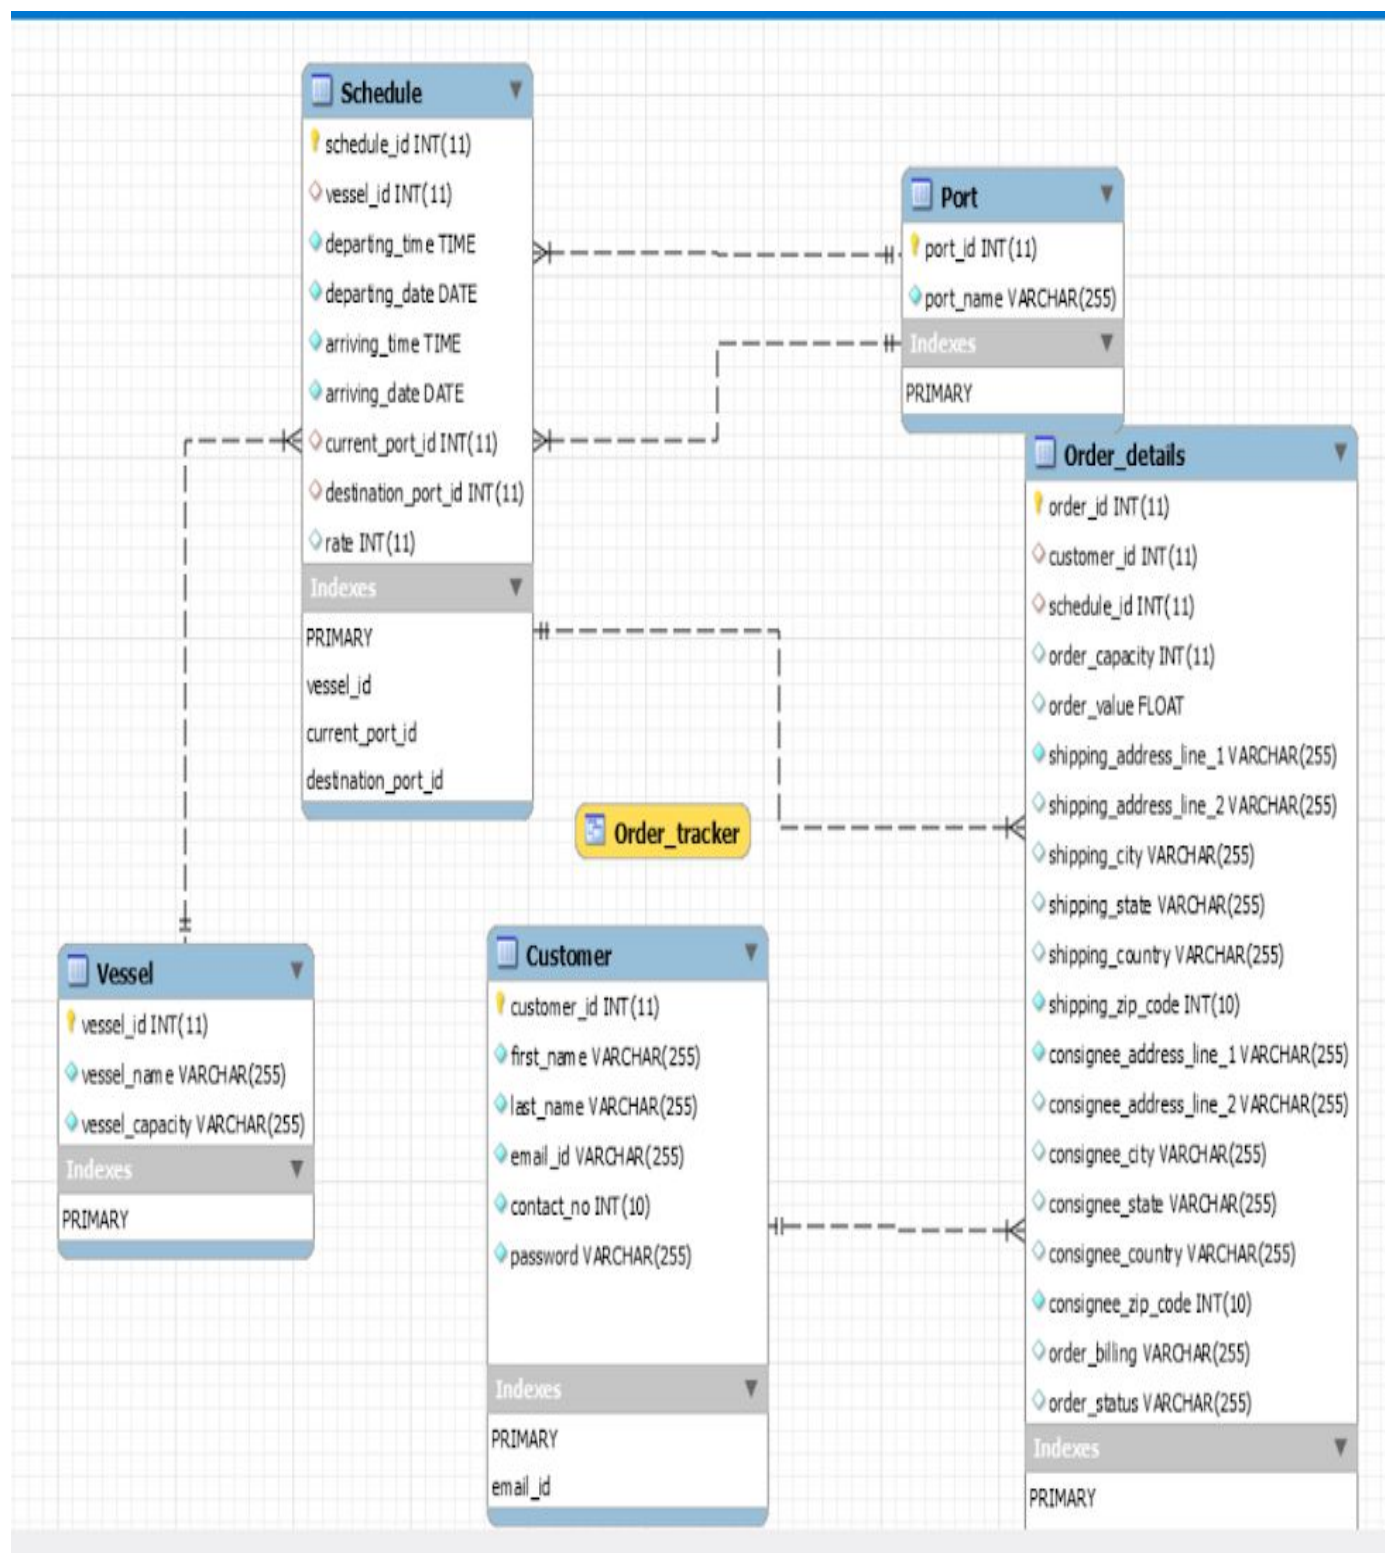 Schedule
schedule_id INT(11)
vessel_id INT(11)
departing_time TIME
departing_date DATE
arriving_time TIME
arriving_date DATE
current_port_id INT(11)
destination_port_id INT(11)
rate INT(11)
Indexes
PRIMARY
vessel_id
current_port_id
destination_port_id
Port
port_id INT(11)
port_name VARCHAR(255)
Indexes
PRIMARY
Order_details
order_id INT(11)
customer_id INT(11)
schedule_id INT(11)
order_capacity INT(11)
order_value FLOAT
shipping_address_line_1 VARCHAR(255)
shipping_address_line_2 VARCHAR(255)
shipping_city VARCHAR(255)
shipping_state VARCHAR(255)
shipping_country VARCHAR(255)
shipping_zip_code INT(10)
consignee_address_line_1 VARCHAR(255)
consignee_address_line_2 VARCHAR(255)
consignee_city VARCHAR(255)
consignee_state VARCHAR(255)
consignee_country VARCHAR(255)
consignee_zip_code INT(10)
order_billing VARCHAR(255)
order_status VARCHAR(255)
Indexes
PRIMARY
Order_tracker
Vessel
vessel_id INT(11)
vessel_name VARCHAR(255)
vessel_capacity VARCHAR(255)
Indexes
PRIMARY
Customer
customer_id INT(11)
first_name VARCHAR(255)
last_name VARCHAR(255)
email_id VARCHAR(255)
contact_no INT(10)
password VARCHAR(255)
Indexes
PRIMARY
email_id